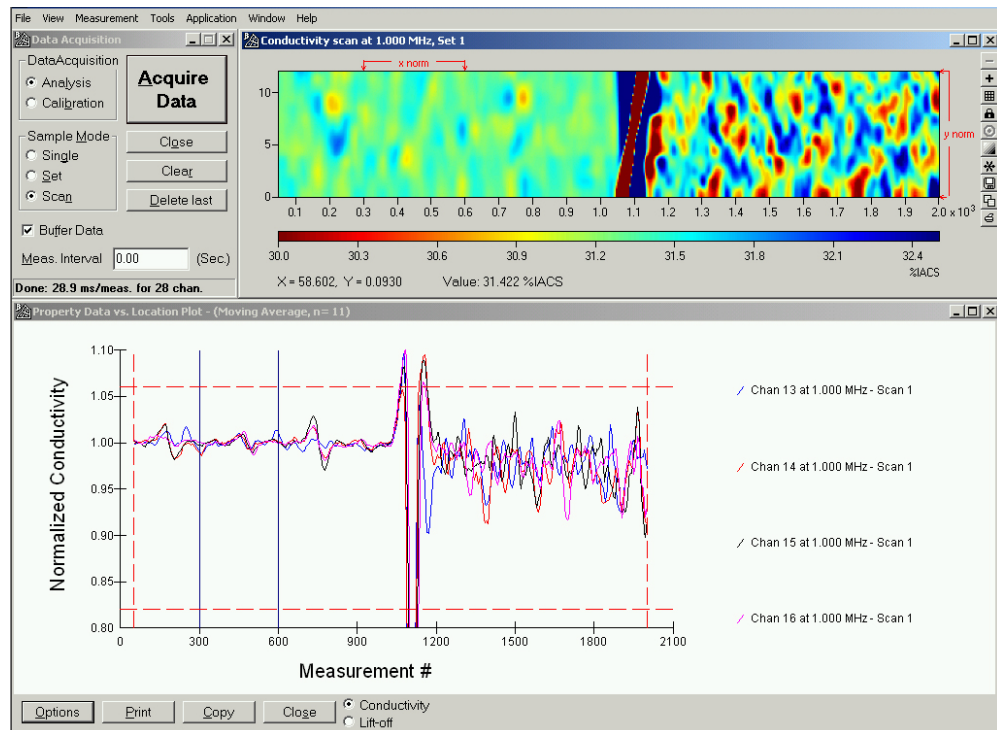 File View Measurement Tools Application Window Help
Data Acquisition
DataAcquisition
Analysis
Calibration
Acquire
Data
Sample Mode
Single
Set
Scan
Close
Clear
Delete last
Buffer Data
Meas. Interval 0.00 (Sec.)
Done: 28.9 ms/meas. for 28 chan.
Conductivity scan at 1.000 MHz, Set 1
x norm
10
5
0
y norm
0.1 0.2 0.3 0.4 0.5 0.6 0.7 0.8 0.9 1.0 1.1 1.2 1.3 1.4 1.5 1.6 1.7 1.8 1.9 2.0 x 10³
30.0 30.3 30.6 30.9 31.2 31.5 31.8 32.1 32.4
%IACS
X = 58.602, Y = 0.0930 Value: 31.422 %IACS
Property Data vs. Location Plot - (Moving Average, n= 11)
Normalized Conductivity
1.10
1.05
1.00
0.95
0.90
0.85
0.80
0 300 600 900 1200 1500 1800 2100
Measurement #
Chan 13 at 1.000 MHz - Scan 1
Chan 14 at 1.000 MHz - Scan 1
Chan 15 at 1.000 MHz - Scan 1
Chan 16 at 1.000 MHz - Scan 1
Options Print Copy Close
Conductivity
Lift-off